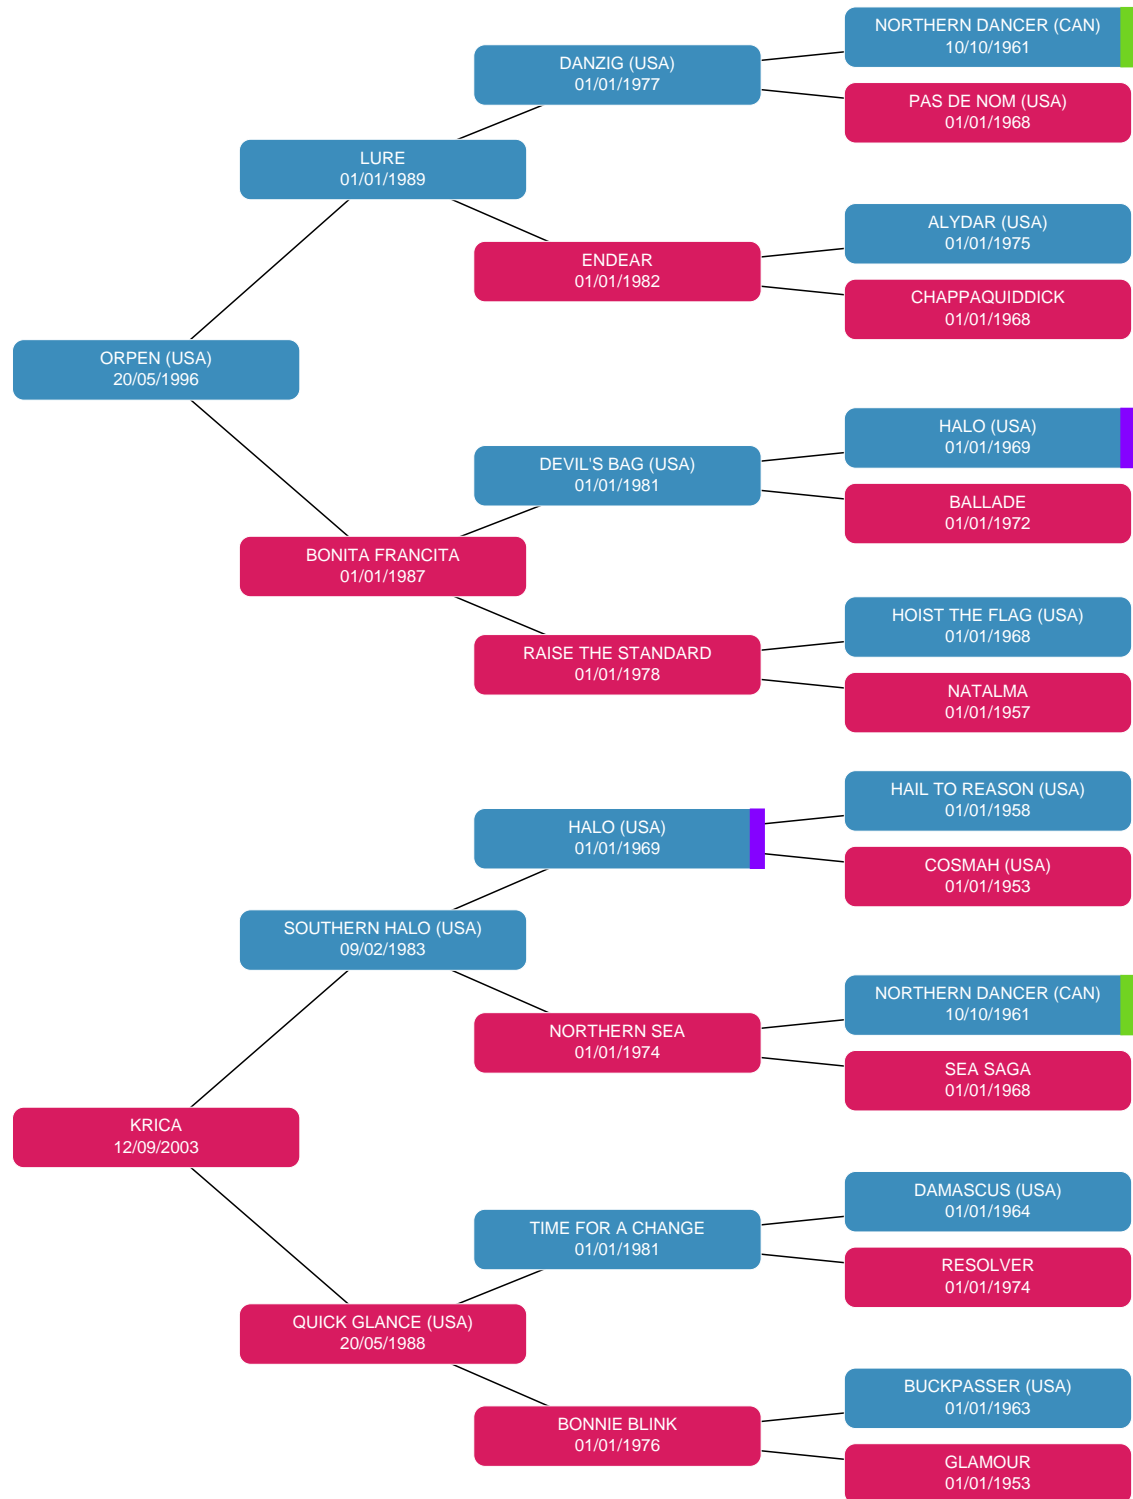 NORTHERN DANCER (CAN)
10/10/1961
DANZIG (USA)
01/01/1977
PAS DE NOM (USA)
01/01/1968
LURE
01/01/1989
ALYDAR (USA)
01/01/1975
ENDEAR
01/01/1982
CHAPPAQUIDDICK
01/01/1968
ORPEN (USA)
20/05/1996
HALO (USA)
01/01/1969
DEVIL'S BAG (USA)
01/01/1981
BALLADE
01/01/1972
BONITA FRANCITA
01/01/1987
HOIST THE FLAG (USA)
01/01/1968
RAISE THE STANDARD
01/01/1978
NATALMA
01/01/1957
HAIL TO REASON (USA)
01/01/1958
HALO (USA)
01/01/1969
COSMAH (USA)
01/01/1953
SOUTHERN HALO (USA)
09/02/1983
NORTHERN DANCER (CAN)
10/10/1961
NORTHERN SEA
01/01/1974
SEA SAGA
01/01/1968
KRICA
12/09/2003
DAMASCUS (USA)
01/01/1964
TIME FOR A CHANGE
01/01/1981
RESOLVER
01/01/1974
QUICK GLANCE (USA)
20/05/1988
BUCKPASSER (USA)
01/01/1963
BONNIE BLINK
01/01/1976
GLAMOUR
01/01/1953